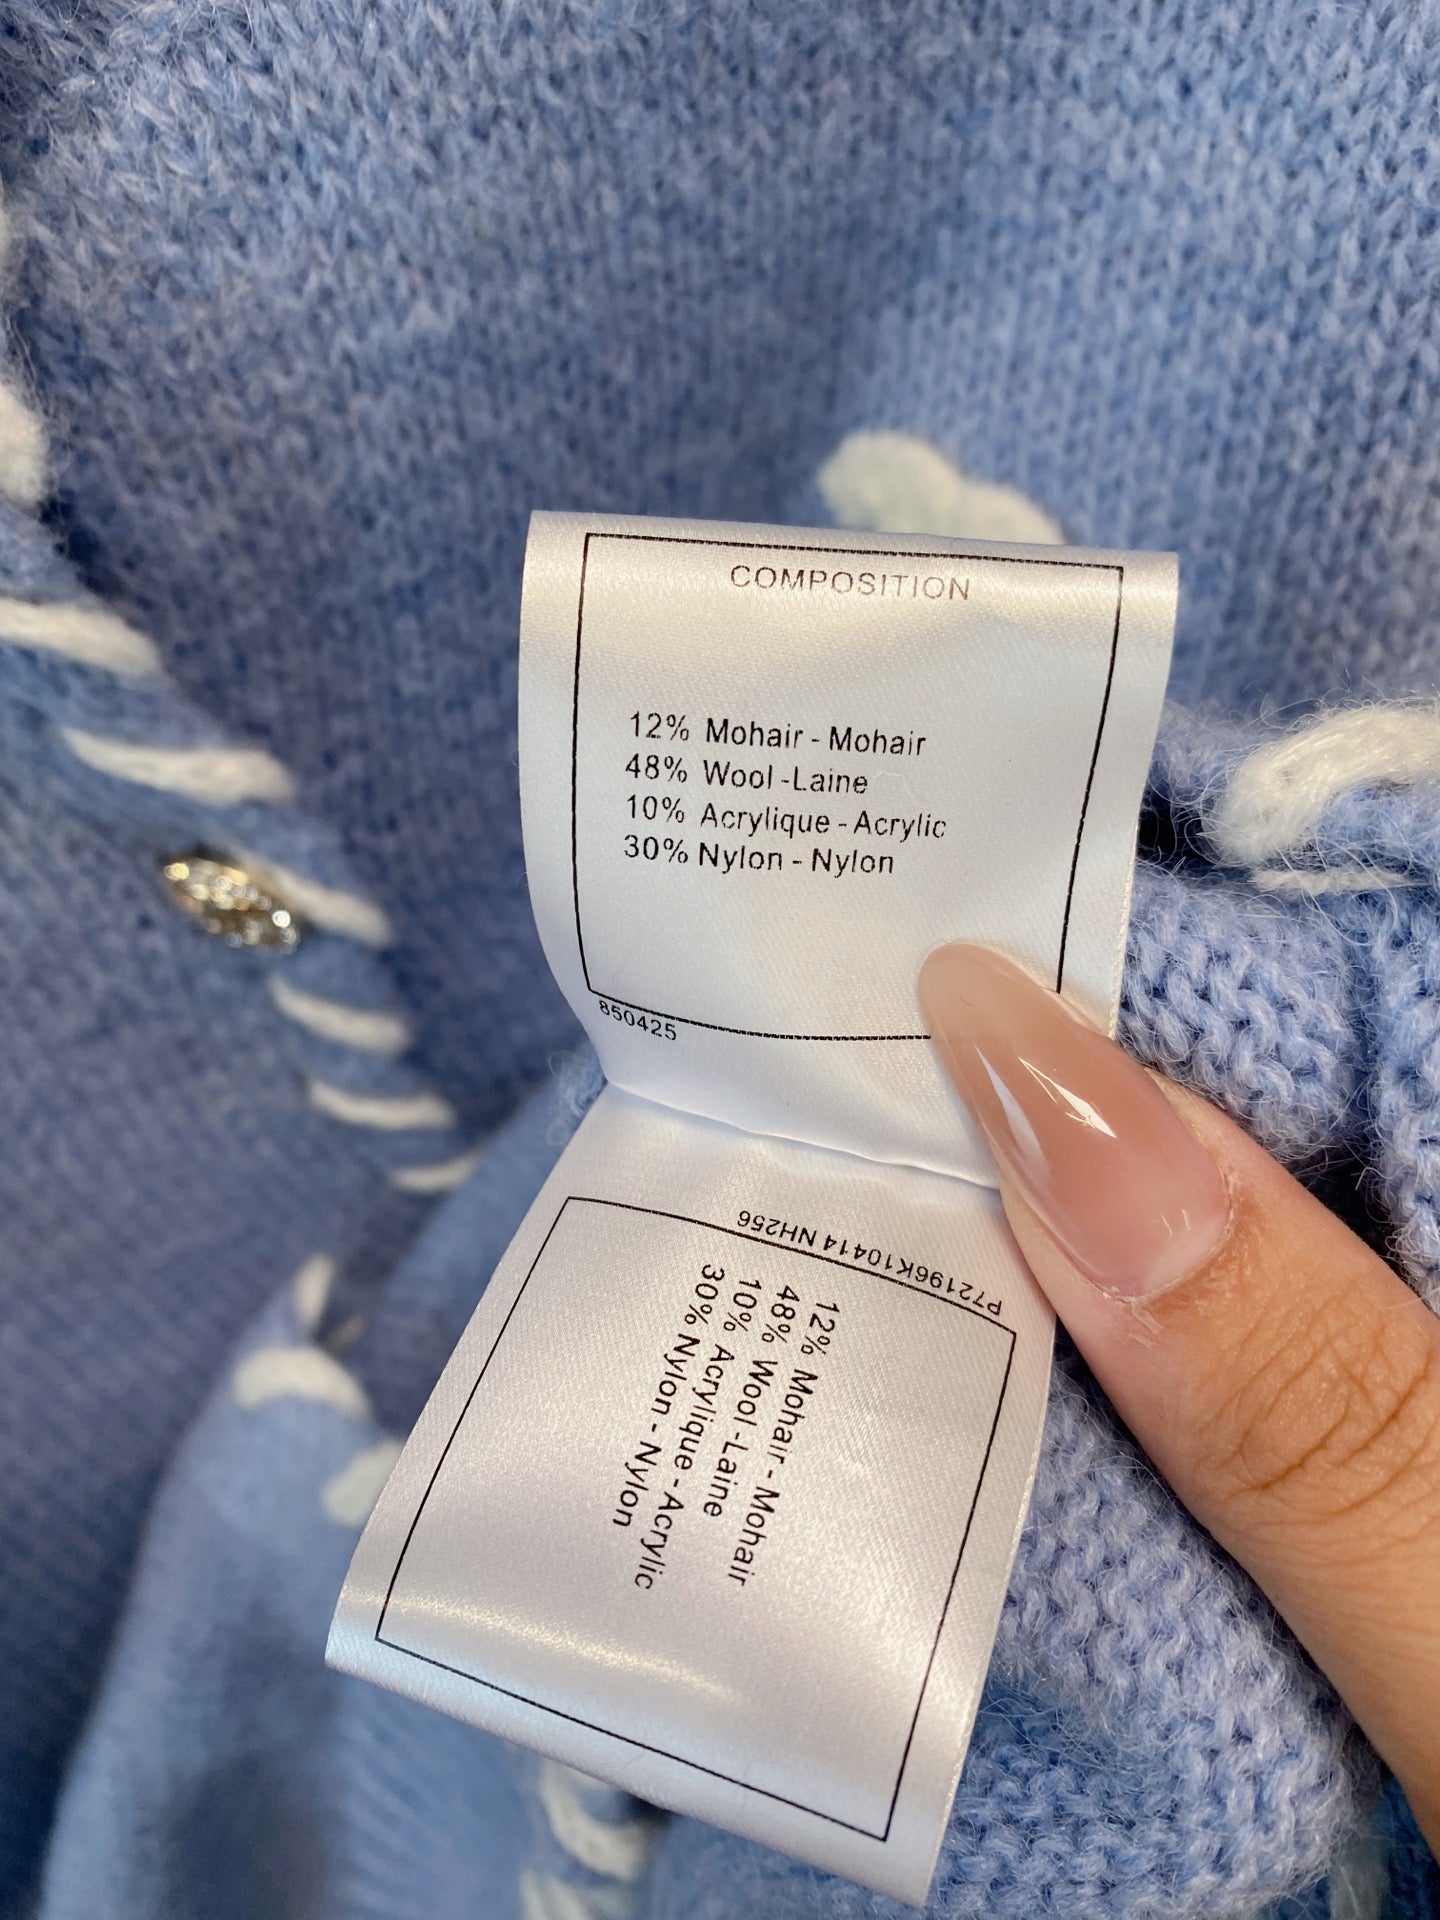 COMPOSITION
12% Mohair - Mohair
48% Wool -Laine
10% Acrylique - Acrylic
30% Nylon - Nylon
850425
P72196K10414 NH256
12% Mohair - Mohair
48% Wool -Laine
10% Acrylique - Acrylic
30% Nylon - Nylon